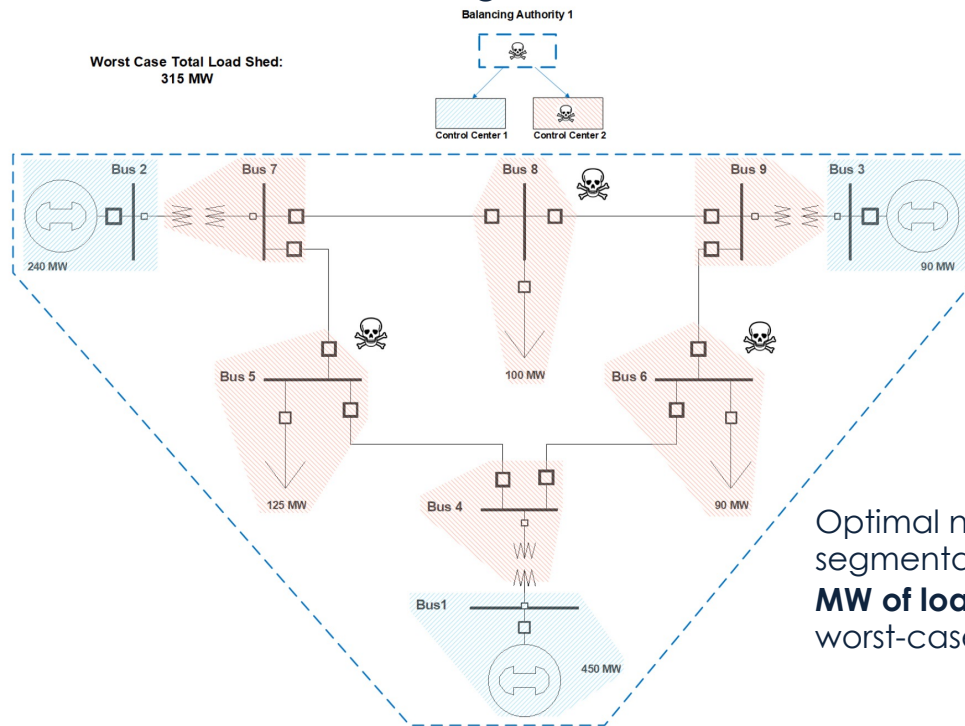 Balancing Authority 1
Worst Case Total Load Shed:
315 MW
Control Center 1
Control Center 2
Bus 2
Bus 7
Bus 8
Bus 9
Bus 3
240 MW
90 MW
100 MW
Bus 5
Bus 6
125 MW
90 MW
Bus 4
Bus1
450 MW
Optimal n
segmenta
MW of loa
worst-case